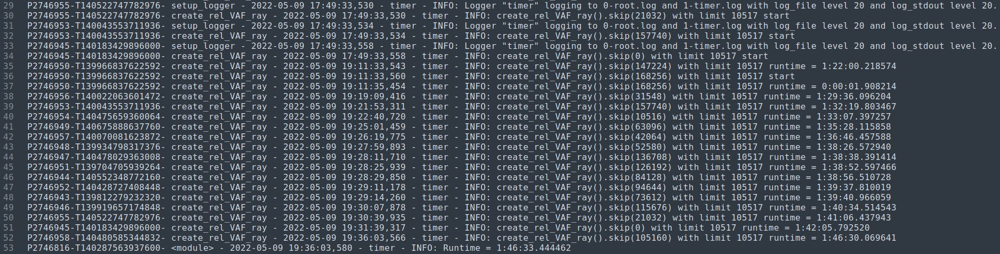 29 P2746955-T140522747782976- setup_logger - 2022-05-09 17:49:33,530 - timer - INFO: Logger "timer" logging to 0-root.log and 1-timer.log with log_file level 20 and log_stdout level 20.
30 P2746955-T140522747782976- create_rel_VAF_ray - 2022-05-09 17:49:33,530 - timer - INFO: create_rel_VAF_ray().skip(21032) with limit 10517 start
31 P2746953-T140043553711936- setup_logger - 2022-05-09 17:49:33,534 - timer - INFO: Logger "timer" logging to 0-root.log and 1-timer.log with log_file level 20 and log_stdout level 20.
32 P2746953-T140043553711936- create_rel_VAF_ray - 2022-05-09 17:49:33,534 - timer - INFO: create_rel_VAF_ray().skip(157740) with limit 10517 start
33 P2746945-T140183429896000- setup_logger - 2022-05-09 17:49:33,558 - timer - INFO: Logger "timer" logging to 0-root.log and 1-timer.log with log_file level 20 and log_stdout level 20.
34 P2746945-T140183429896000- create_rel_VAF_ray - 2022-05-09 17:49:33,558 - timer - INFO: create_rel_VAF_ray().skip(0) with limit 10517 start
35 P2746950-T139966837622592- create_rel_VAF_ray - 2022-05-09 19:11:33,543 - timer - INFO: create_rel_VAF_ray().skip(147224) with limit 10517 runtime = 1:22:00.218574
36 P2746950-T139966837622592- create_rel_VAF_ray - 2022-05-09 19:11:33,560 - timer - INFO: create_rel_VAF_ray().skip(168256) with limit 10517 start
37 P2746950-T139966837622592- create_rel_VAF_ray - 2022-05-09 19:11:35,454 - timer - INFO: create_rel_VAF_ray().skip(168256) with limit 10517 runtime = 0:00:01.908214
38 P2746956-T140022063601472- create_rel_VAF_ray - 2022-05-09 19:19:09,416 - timer - INFO: create_rel_VAF_ray().skip(31548) with limit 10517 runtime = 1:29:36.096204
39 P2746953-T140043553711936- create_rel_VAF_ray - 2022-05-09 19:21:53,311 - timer - INFO: create_rel_VAF_ray().skip(157740) with limit 10517 runtime = 1:32:19.803467
40 P2746954-T140475659360064- create_rel_VAF_ray - 2022-05-09 19:22:40,720 - timer - INFO: create_rel_VAF_ray().skip(10516) with limit 10517 runtime = 1:33:07.397257
41 P2746949-T140675888637760- create_rel_VAF_ray - 2022-05-09 19:25:01,459 - timer - INFO: create_rel_VAF_ray().skip(63096) with limit 10517 runtime = 1:35:28.115858
42 P2746957-T140070081623872- create_rel_VAF_ray - 2022-05-09 19:26:19,775 - timer - INFO: create_rel_VAF_ray().skip(42064) with limit 10517 runtime = 1:36:46.457588
43 P2746948-T139934798317376- create_rel_VAF_ray - 2022-05-09 19:27:59,893 - timer - INFO: create_rel_VAF_ray().skip(52580) with limit 10517 runtime = 1:38:26.572940
44 P2746947-T140478029363008- create_rel_VAF_ray - 2022-05-09 19:28:11,710 - timer - INFO: create_rel_VAF_ray().skip(136708) with limit 10517 runtime = 1:38:38.391414
45 P2746951-T139704705939264- create_rel_VAF_ray - 2022-05-09 19:28:25,939 - timer - INFO: create_rel_VAF_ray().skip(126192) with limit 10517 runtime = 1:38:52.597466
46 P2746944-T140552348772160- create_rel_VAF_ray - 2022-05-09 19:28:29,850 - timer - INFO: create_rel_VAF_ray().skip(84128) with limit 10517 runtime = 1:38:56.510728
47 P2746952-T140428727408448- create_rel_VAF_ray - 2022-05-09 19:29:11,178 - timer - INFO: create_rel_VAF_ray().skip(94644) with limit 10517 runtime = 1:39:37.810019
48 P2746943-T139812279232320- create_rel_VAF_ray - 2022-05-09 19:29:14,260 - timer - INFO: create_rel_VAF_ray().skip(73612) with limit 10517 runtime = 1:39:40.966059
49 P2746946-T139919657174848- create_rel_VAF_ray - 2022-05-09 19:30:07,878 - timer - INFO: create_rel_VAF_ray().skip(115676) with limit 10517 runtime = 1:40:34.514543
50 P2746955-T140522747782976- create_rel_VAF_ray - 2022-05-09 19:30:39,935 - timer - INFO: create_rel_VAF_ray().skip(21032) with limit 10517 runtime = 1:41:06.437943
51 P2746945-T140183429896000- create_rel_VAF_ray - 2022-05-09 19:31:39,317 - timer - INFO: create_rel_VAF_ray().skip(0) with limit 10517 runtime = 1:42:05.792520
52 P2746958-T140480585344832- create_rel_VAF_ray - 2022-05-09 19:36:03,566 - timer - INFO: create_rel_VAF_ray().skip(105160) with limit 10517 runtime = 1:46:30.069641
53 P2746816-T140287563937600- <module> - 2022-05-09 19:36:03,580 - timer - INFO: Runtime = 1:46:33.444462